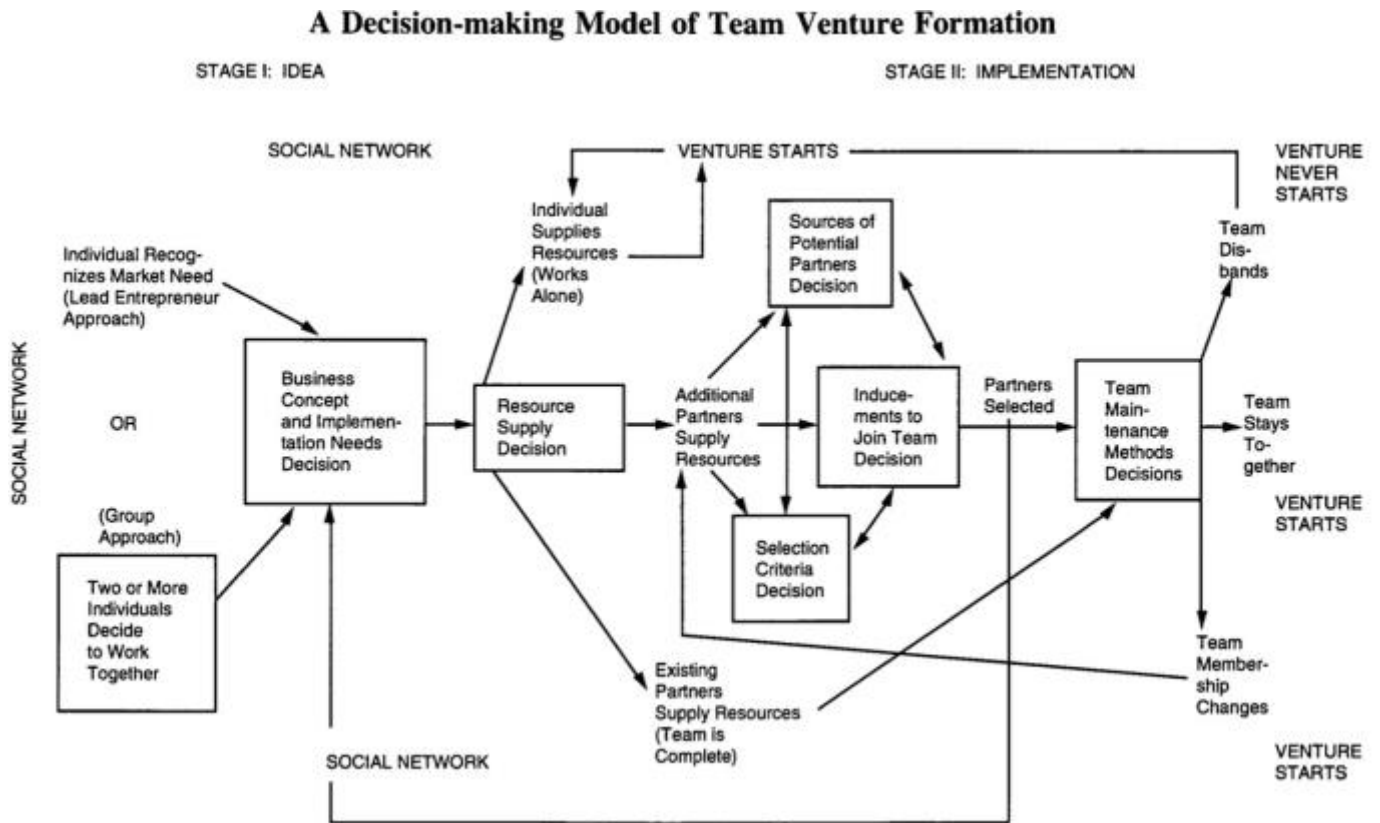 A Decision-making Model of Team Venture Formation
STAGE I: IDEA
STAGE II: IMPLEMENTATION
SOCIAL NETWORK
VENTURE STARTS
VENTURE
NEVER
STARTS
Individual
Supplies
Resources
(Works
Alone)
Sources of
Potential
Partners
Decision
Team
Dis-
bands
Individual Recog-
nizes Market Need
(Lead Entrepreneur
Approach)
SOCIAL NETWORK
OR
Business
Concept
and Implemen-
tation Needs
Decision
Resource
Supply
Decision
Additional
Partners
Supply
Resources
Induce-
ments to
Join Team
Decision
Partners
Selected
Team
Main-
tenance
Methods
Decisions
Team
Stays
To-
gether
VENTURE
STARTS
(Group
Approach)
Two or More
Individuals
Decide
to Work
Together
Selection
Criteria
Decision
Existing
Partners
Supply Resources
(Team is
Complete)
Team
Member-
ship
Changes
SOCIAL NETWORK
VENTURE
STARTS